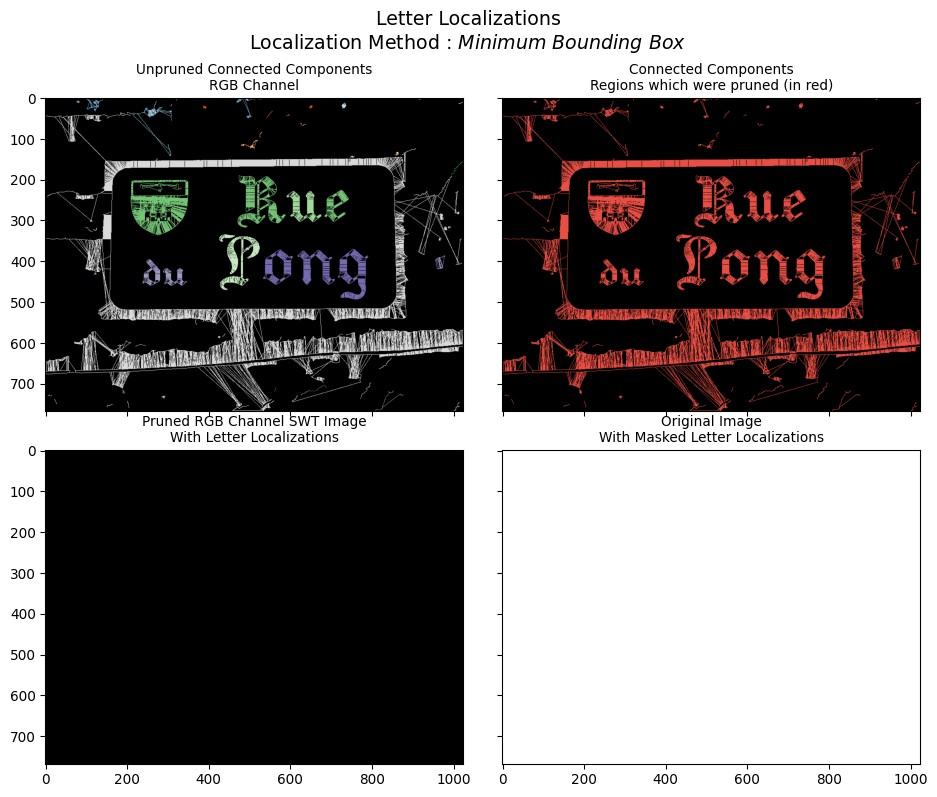 Letter Localizations
Localization Method : Minimum Bounding Box
Unpruned Connected Components
RGB Channel
Connected Components
Regions which were pruned (in red)
0
100
200
300
400
500
600
700
Rue
du Pong
Rue
du Pong
Pruned RGB Channel SWT Image
With Letter Localizations
Original Image
With Masked Letter Localizations
0
100
200
300
400
500
600
700
0 200 400 600 800 1000
0 200 400 600 800 1000